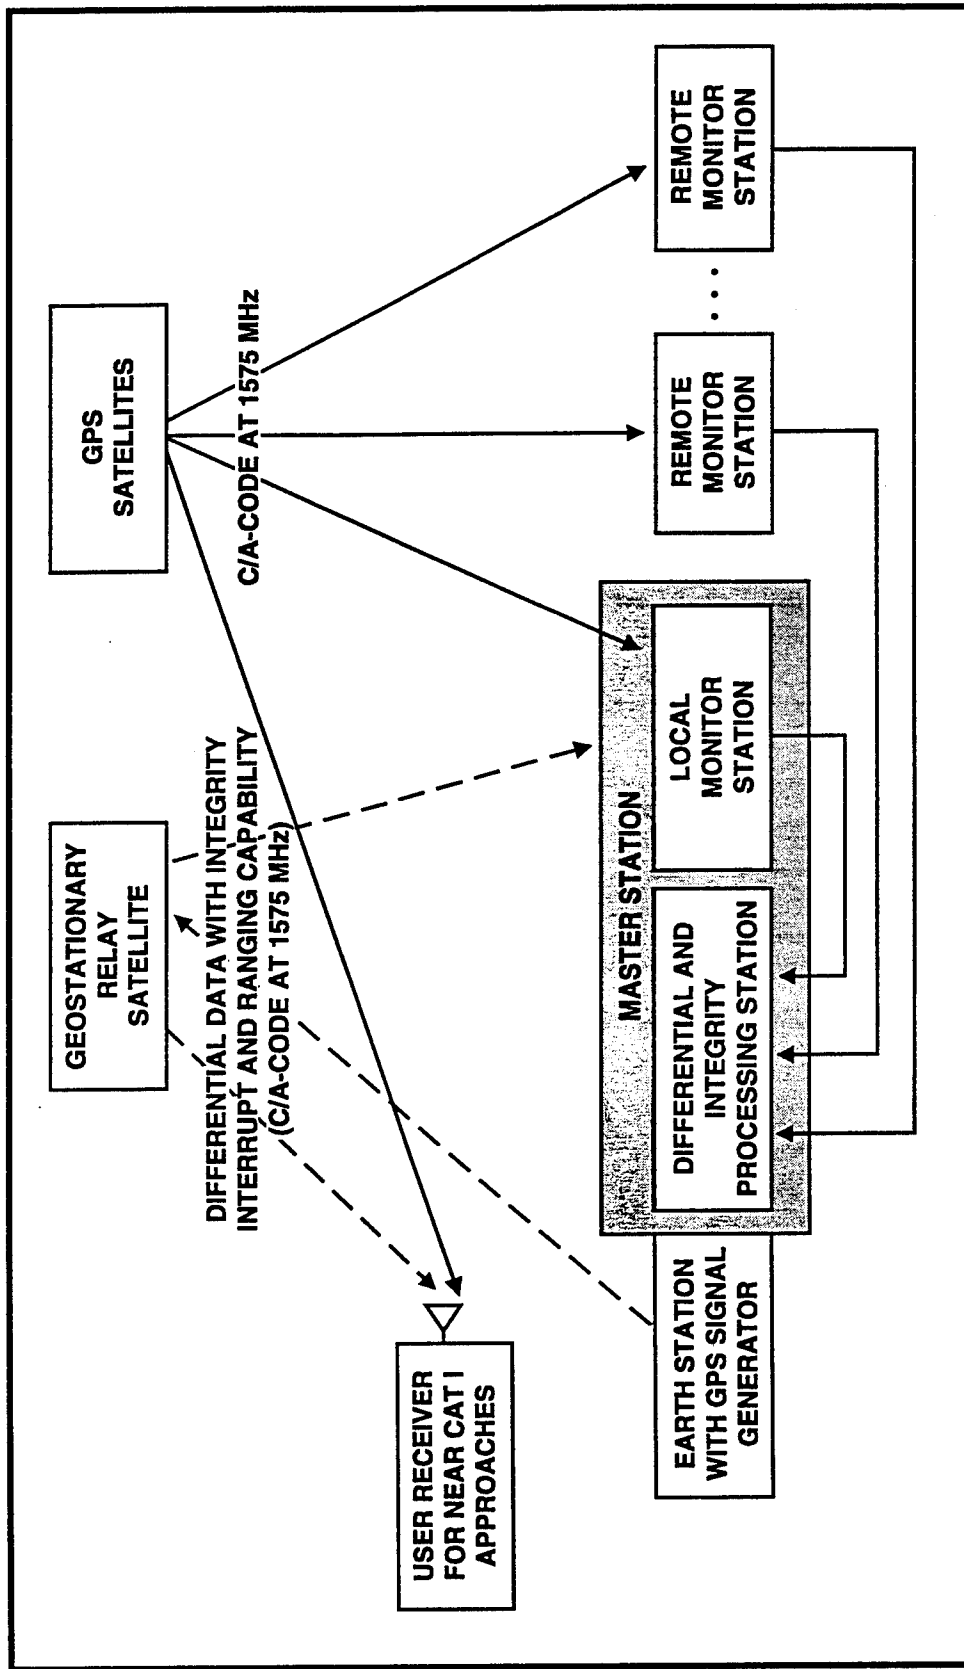 GEOSTATIONARY
RELAY
SATELLITE
GPS
SATELLITES
DIFFERENTIAL DATA WITH INTEGRITY
INTERRUPT AND RANGING CAPABILITY
(C/A-CODE AT 1575 MHz)
C/A-CODE AT 1575 MHz
USER RECEIVER
FOR NEAR CAT I
APPROACHES
MASTER STATION
EARTH STATION
WITH GPS SIGNAL
GENERATOR
DIFFERENTIAL AND
INTEGRITY
PROCESSING STATION
LOCAL
MONITOR
STATION
REMOTE
MONITOR
STATION
. . . .
REMOTE
MONITOR
STATION